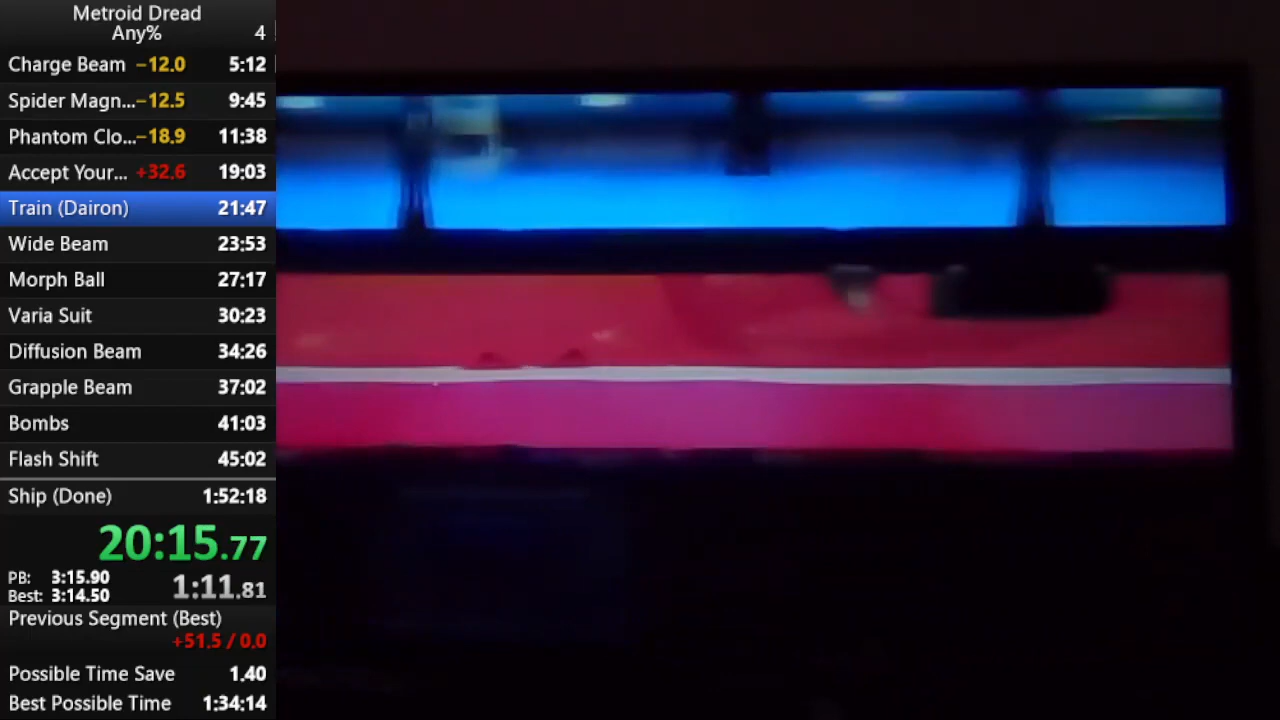 Metroid Dread
Any%
4
Charge Beam −12.0 5:12
Spider Magn... −12.5 9:45
Phantom Clo... −18.9 11:38
Accept Your... +32.6 19:03
Train (Dairon) 21:47
Wide Beam 23:53
Morph Ball 27:17
Varia Suit 30:23
Diffusion Beam 34:26
Grapple Beam 37:02
Bombs 41:03
Flash Shift 45:02
Ship (Done) 1:52:18
20:15.77
PB: 3:15.90
Best: 3:14.50
1:11.81
Previous Segment (Best)
+51.5 / 0.0
Possible Time Save 1.40
Best Possible Time 1:34:14